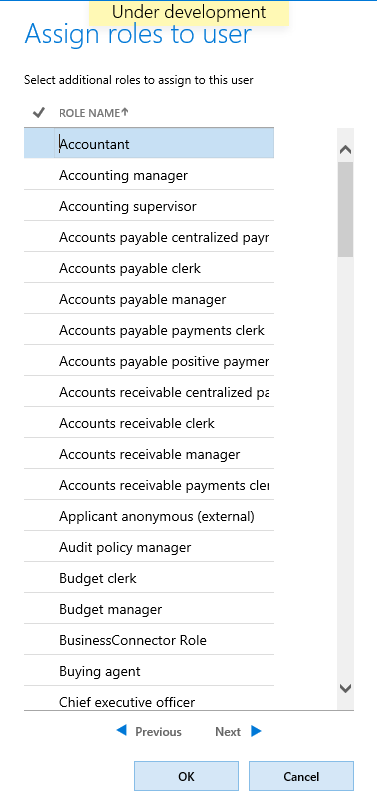 Under development
Assign roles to user
Select additional roles to assign to this user
ROLE NAME↑
Accountant
Accounting manager
Accounting supervisor
Accounts payable centralized payr
Accounts payable clerk
Accounts payable manager
Accounts payable payments clerk
Accounts payable positive paymer
Accounts receivable centralized pa
Accounts receivable clerk
Accounts receivable manager
Accounts receivable payments cler
Applicant anonymous (external)
Audit policy manager
Budget clerk
Budget manager
BusinessConnector Role
Buying agent
Chief executive officer
Previous Next
OK Cancel